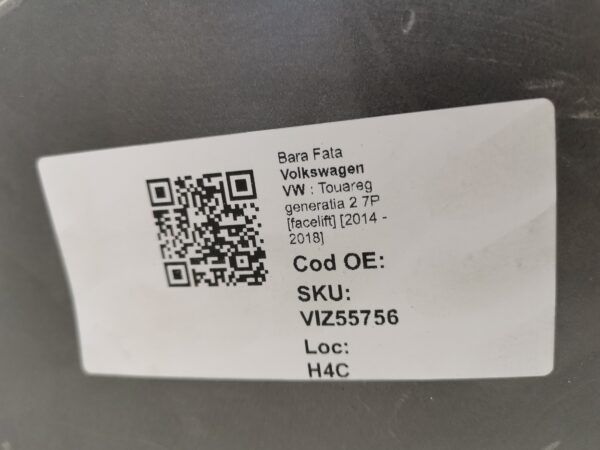 Bara Fata
Volkswagen
VW : Touareg
generatia 2 7P
[facelift] [2014 -
2018]
Cod OE:
SKU:
VIZ55756
Loc:
H4C